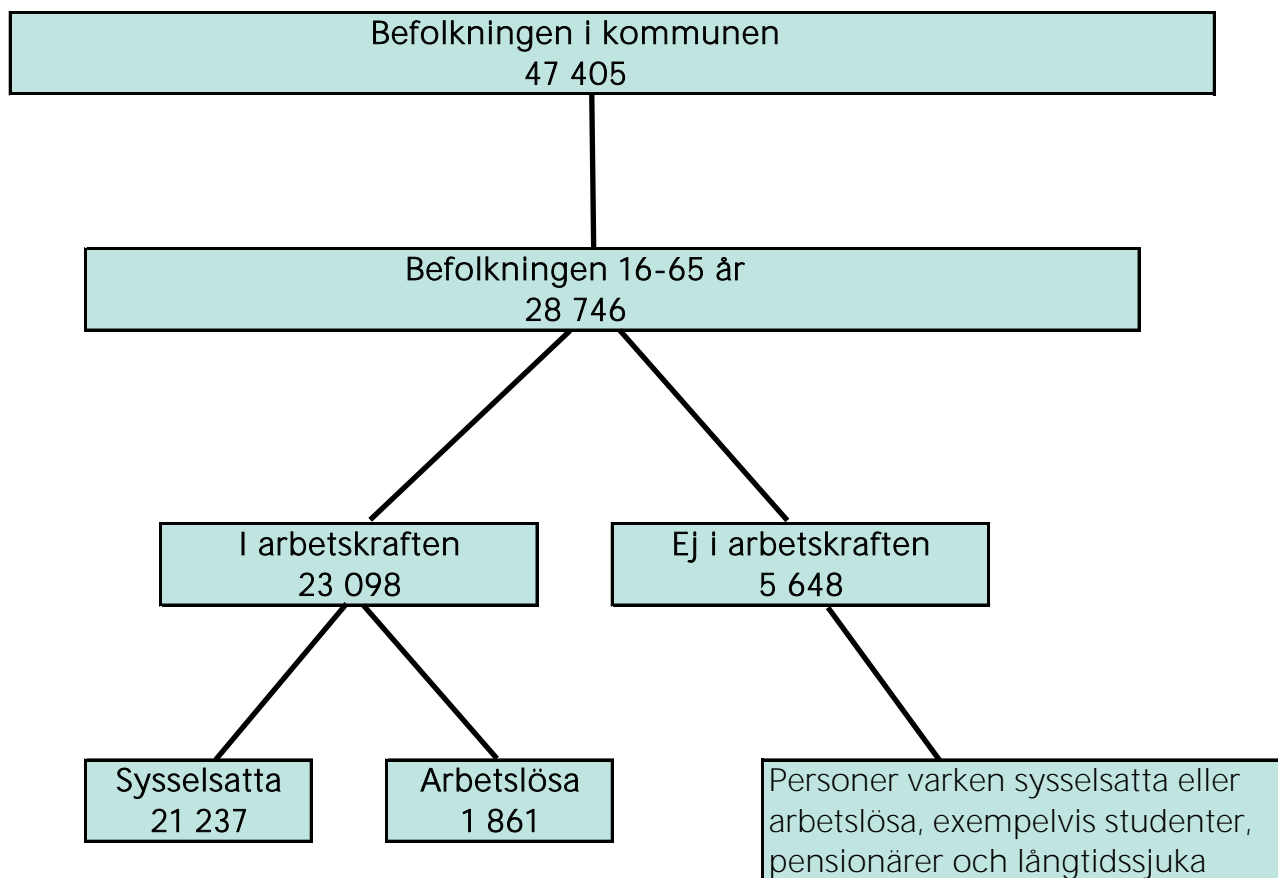 Befolkningen i kommunen
47 405
Befolkningen 16-65 år
28 746
I arbetskraften
23 098
Ej i arbetskraften
5 648
Sysselsatta
21 237
Arbetslösa
1 861
Personer varken sysselsatta eller
arbetslösa, exempelvis studenter,
pensionärer och långtidssjuka